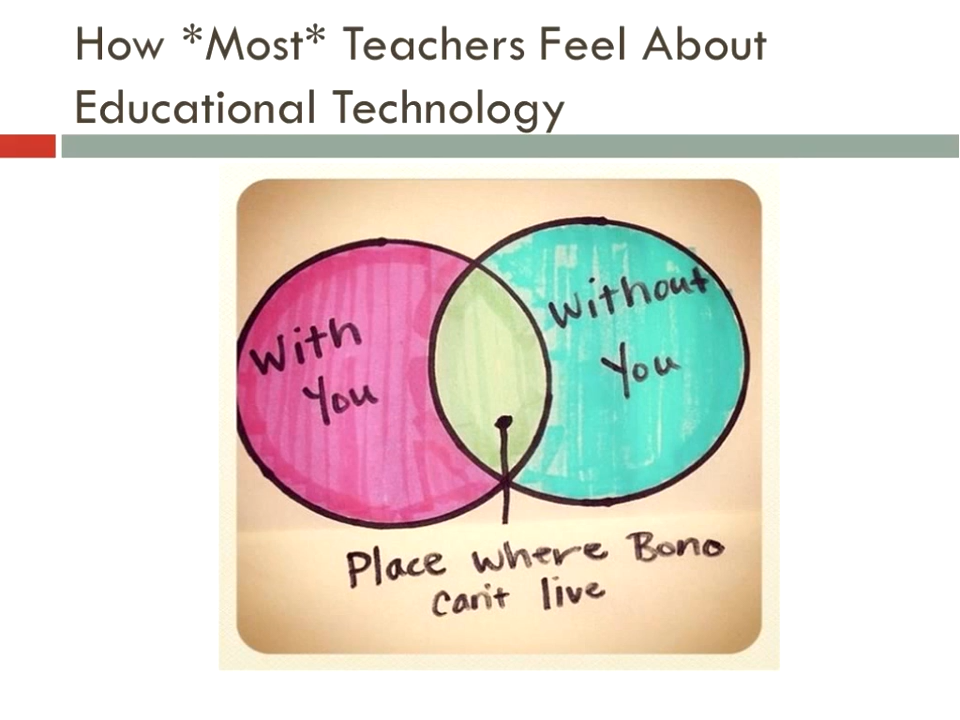 How *Most* Teachers Feel About
Educational Technology
With
You
Without
You
Place where Bono
can't live